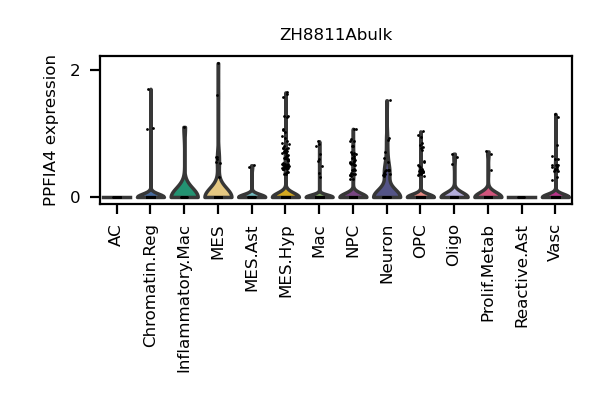 ZH8811Abulk
PPFIA4 expression
2
0
AC
Chromatin.Reg
Inflammatory.Mac
MES
MES.Ast
MES.Hyp
Mac
NPC
Neuron
OPC
Oligo
Prolif.Metab
Reactive.Ast
Vasc